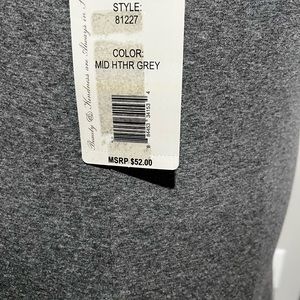 STYLE:
81227
COLOR:
MID HTHR GREY
MSRP $52.00
Beauty & Kindness are Always in